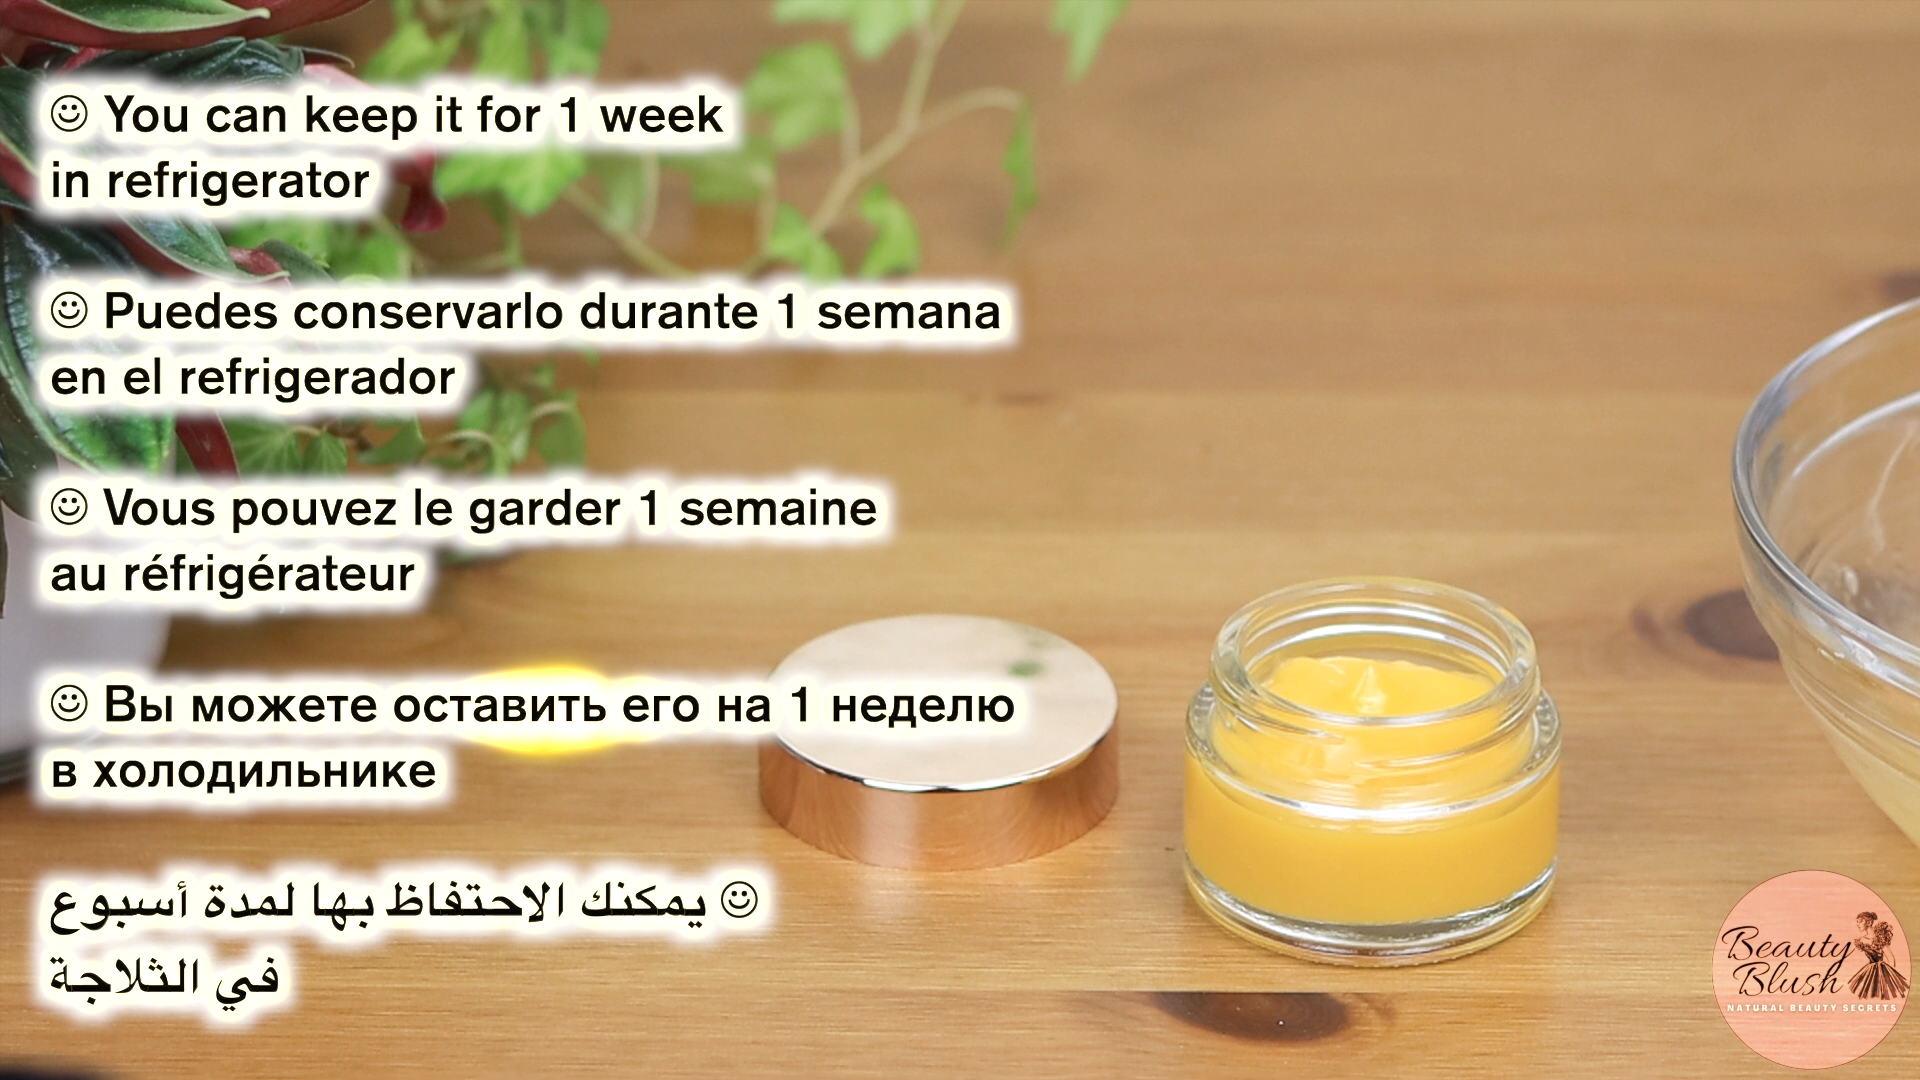 ☺ You can keep it for 1 week
in refrigerator
☺ Puedes conservarlo durante 1 semana
en el refrigerador
☺ Vous pouvez le garder 1 semaine
au réfrigérateur
☺ Вы можете оставить его на 1 неделю
в холодильнике
☺ يمكنك الاحتفاظ بها لمدة أسبوع
في الثلاجة
Beauty
Blush
NATURAL BEAUTY SECRETS